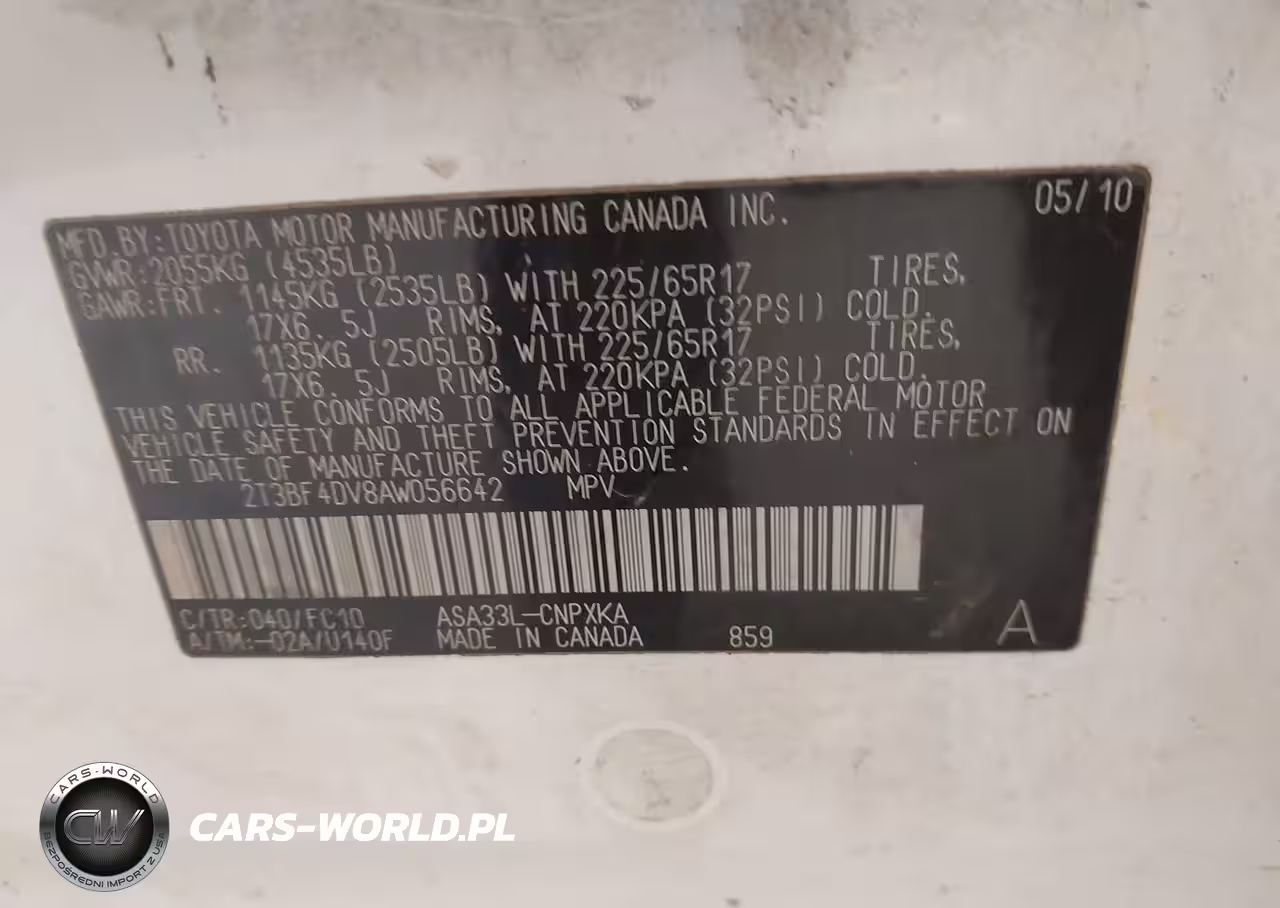 05/10
MFD. BY:TOYOTA MOTOR MANUFACTURING CANADA INC.
GVWR:2055KG (4535LB)
GAWR:FRT. 1145KG (2535LB) WITH 225/65R17 TIRES,
17X6. 5J RIMS, AT 220KPA (32PSI) COLD.
RR. 1135KG (2505LB) WITH 225/65R17 TIRES,
17X6. 5J RIMS, AT 220KPA (32PSI) COLD.
THIS VEHICLE CONFORMS TO ALL APPLICABLE FEDERAL MOTOR
VEHICLE SAFETY AND THEFT PREVENTION STANDARDS IN EFFECT ON
THE DATE OF MANUFACTURE SHOWN ABOVE.
2T3BF4DV8AW056642 MPV
C/TR:040/FC10 ASA33L-CNPXKA
A/TM:-02A/U140F MADE IN CANADA 859 A
CARS-WORLD
CW
BEZPOŚREDNI IMPORT Z USA
CARS-WORLD.PL